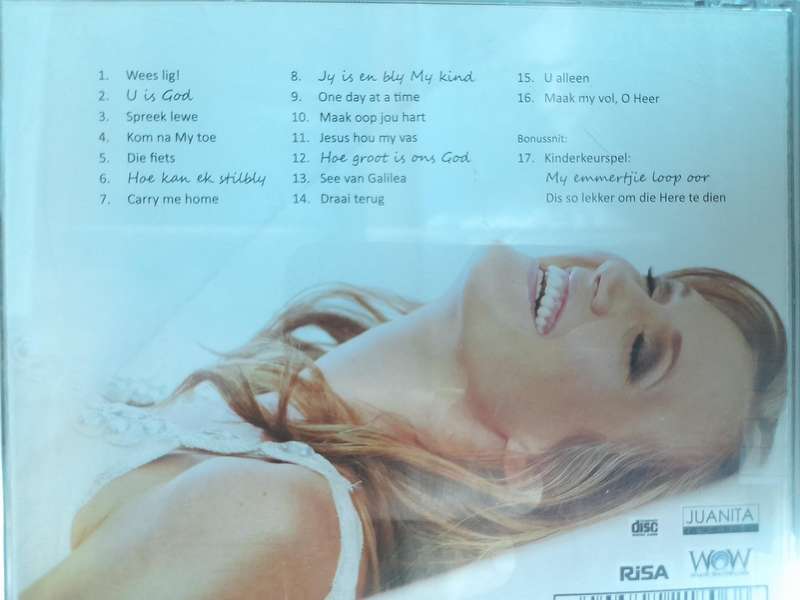 1. Wees lig!
2. U is God
3. Spreek lewe
4. Kom na My toe
5. Die fiets
6. Hoe kan ek stilbly
7. Carry me home
8. Jy is en bly My kind
9. One day at a time
10. Maak oop jou hart
11. Jesus hou my vas
12. Hoe groot is ons God
13. See van Galilea
14. Draai terug
15. U alleen
16. Maak my vol, O Heer
Bonussnit:
17. Kinderkeurspel:
My emmertjie loop oor
Dis so lekker om die Here te dien
disc
JUANITA
RiSA
WOW